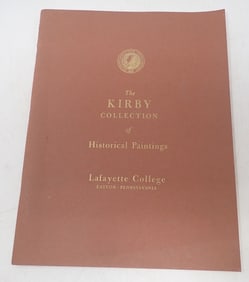 The
KIRBY
COLLECTION
of
Historical Paintings
Lafayette College
EASTON · PENNSYLVANIA